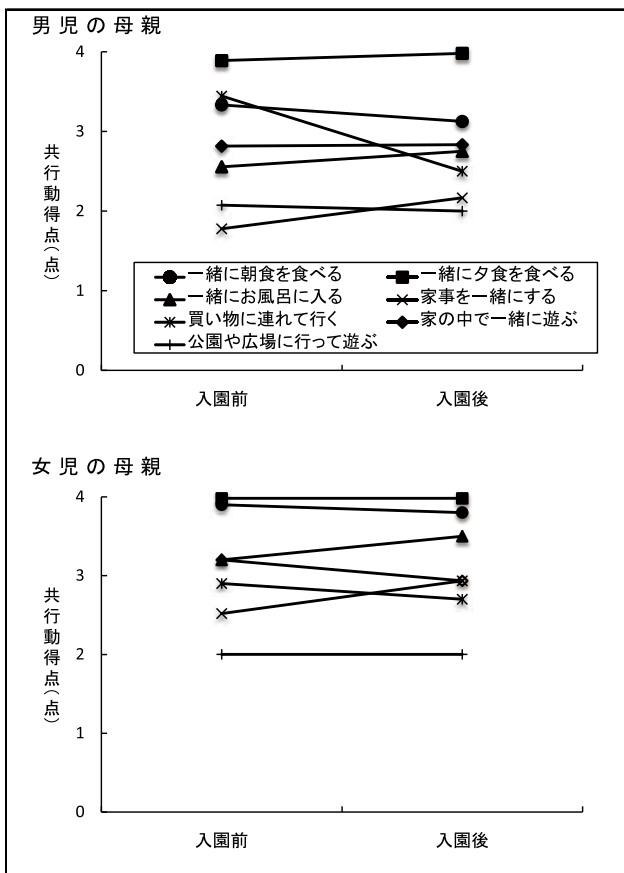 男児の母親
4
3
2
1
0
共行動得点(点)
一緒に朝食を食べる 一緒に夕食を食べる
一緒にお風呂に入る 家事を一緒にする
買い物に連れて行く 家の中で一緒に遊ぶ
公園や広場に行って遊ぶ
入園前 入園後
女児の母親
4
3
2
1
0
共行動得点(点)
入園前 入園後